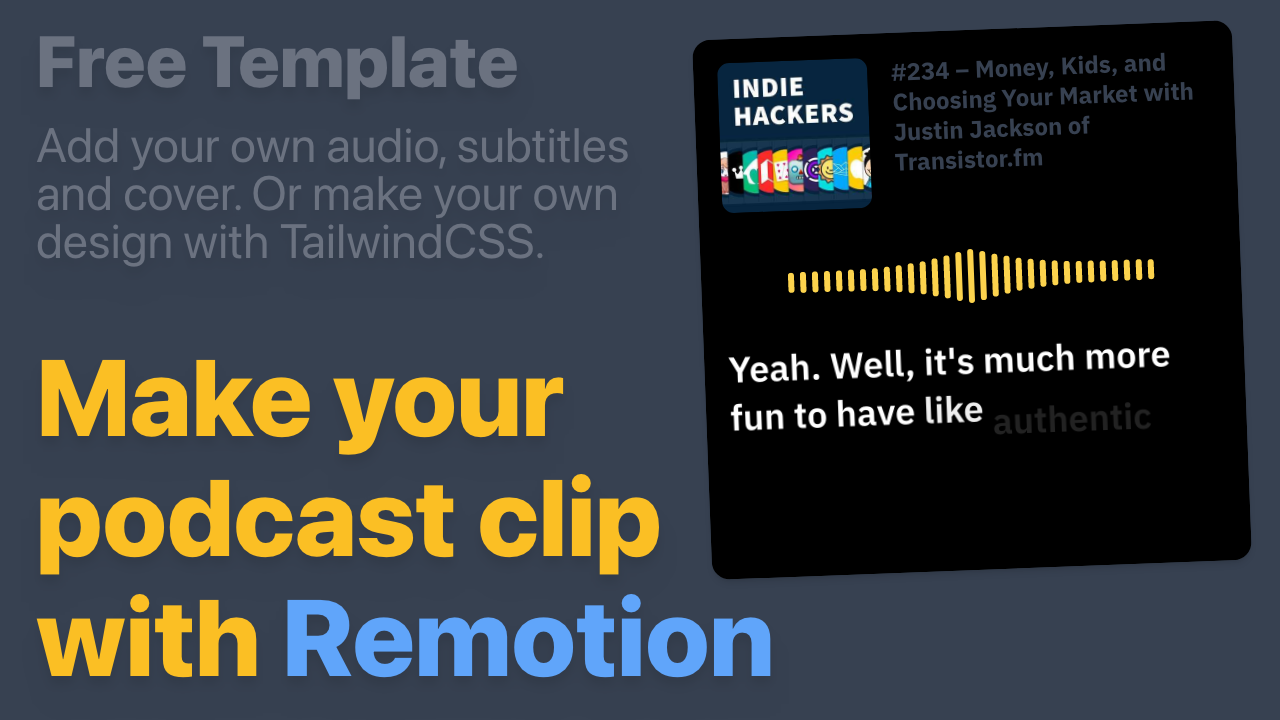 Free Template
Add your own audio, subtitles
and cover. Or make your own
design with TailwindCSS.
Make your
podcast clip
with Remotion
INDIE
HACKERS
#234 – Money, Kids, and
Choosing Your Market with
Justin Jackson of
Transistor.fm
Yeah. Well, it's much more
fun to have like authentic